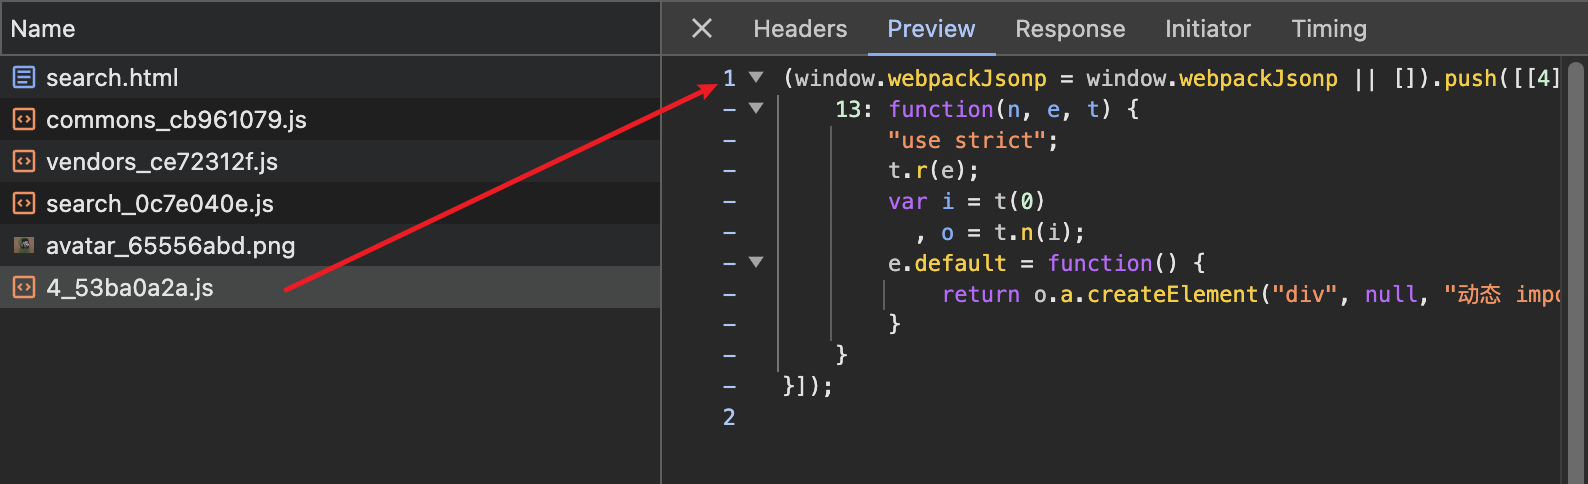 Name
search.html
commons_cb961079.js
vendors_ce72312f.js
search_0c7e040e.js
avatar_65556abd.png
4_53ba0a2a.js
Headers Preview Response Initiator Timing
1 (window.webpackJsonp = window.webpackJsonp || []).push([[4]
- 13: function(n, e, t) {
- "use strict";
- t.r(e);
- var i = t(0)
- , o = t.n(i);
- e.default = function() {
- return o.a.createElement("div", null, "动态 impo
- }
- }
- }]);
2